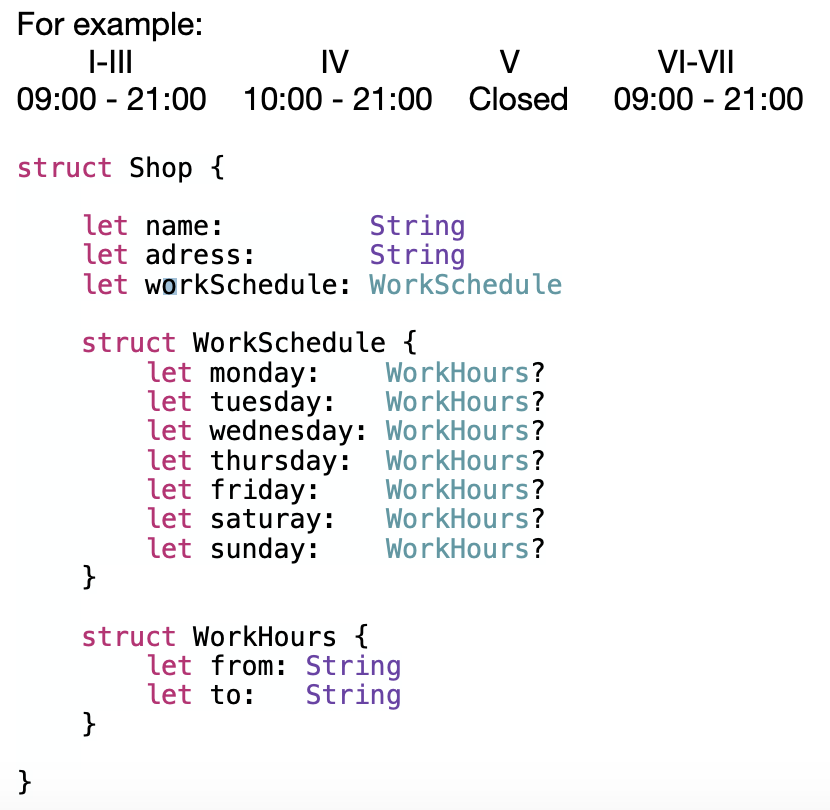 For example:
I-III IV V VI-VII
09:00 - 21:00 10:00 - 21:00 Closed 09:00 - 21:00
struct Shop {
let name: String
let adress: String
let workSchedule: WorkSchedule
struct WorkSchedule {
let monday: WorkHours?
let tuesday: WorkHours?
let wednesday: WorkHours?
let thursday: WorkHours?
let friday: WorkHours?
let saturay: WorkHours?
let sunday: WorkHours?
}
struct WorkHours {
let from: String
let to: String
}
}